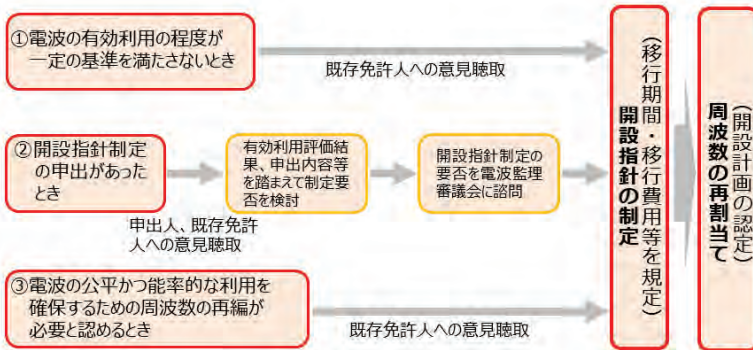 ①電波の有効利用の程度が
一定の基準を満たさないとき
既存免許人への意見聴取
②開設指針制定
の申出があった
とき
申出人、既存免許
人への意見聴取
有効利用評価結
果、申出内容等
を踏まえて制定要
否を検討
開設指針制定の
要否を電波監理
審議会に諮問
③電波の公平かつ能率的な利用を
確保するための周波数の再編が
必要と認めるとき
既存免許人への意見聴取
開設指針の制定
(移行期間・移行費用等を規定)
周波数の再割当て
(開設計画の認定)